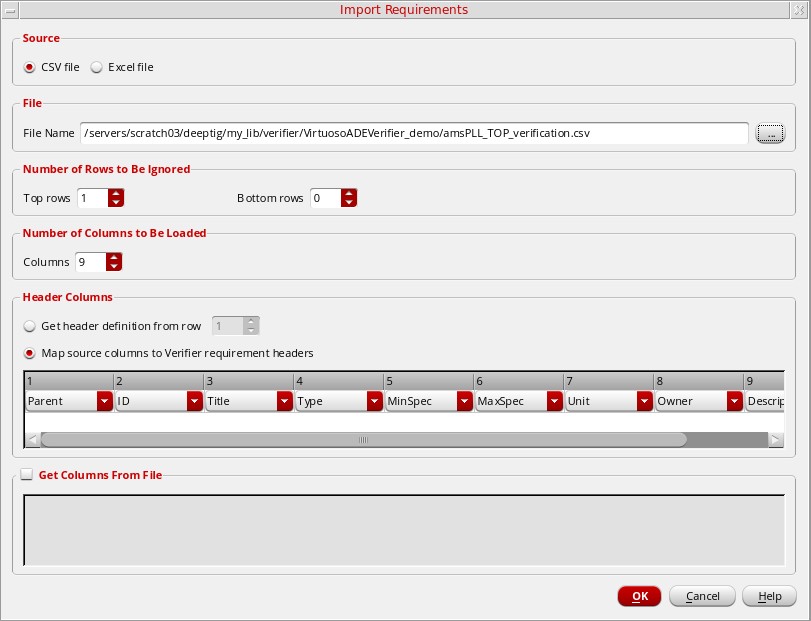 Import Requirements
Source
CSV file Excel file
File
File Name /servers/scratch03/deeptig/my_lib/verifier/VirtuosoADEVerifier_demo/amsPLL_TOP_verification.csv ...
Number of Rows to Be Ignored
Top rows 1 Bottom rows 0
Number of Columns to Be Loaded
Columns 9
Header Columns
Get header definition from row 1
Map source columns to Verifier requirement headers
1 2 3 4 5 6 7 8 9
Parent ID Title Type MinSpec MaxSpec Unit Owner Descrip
Get Columns From File
OK Cancel Help